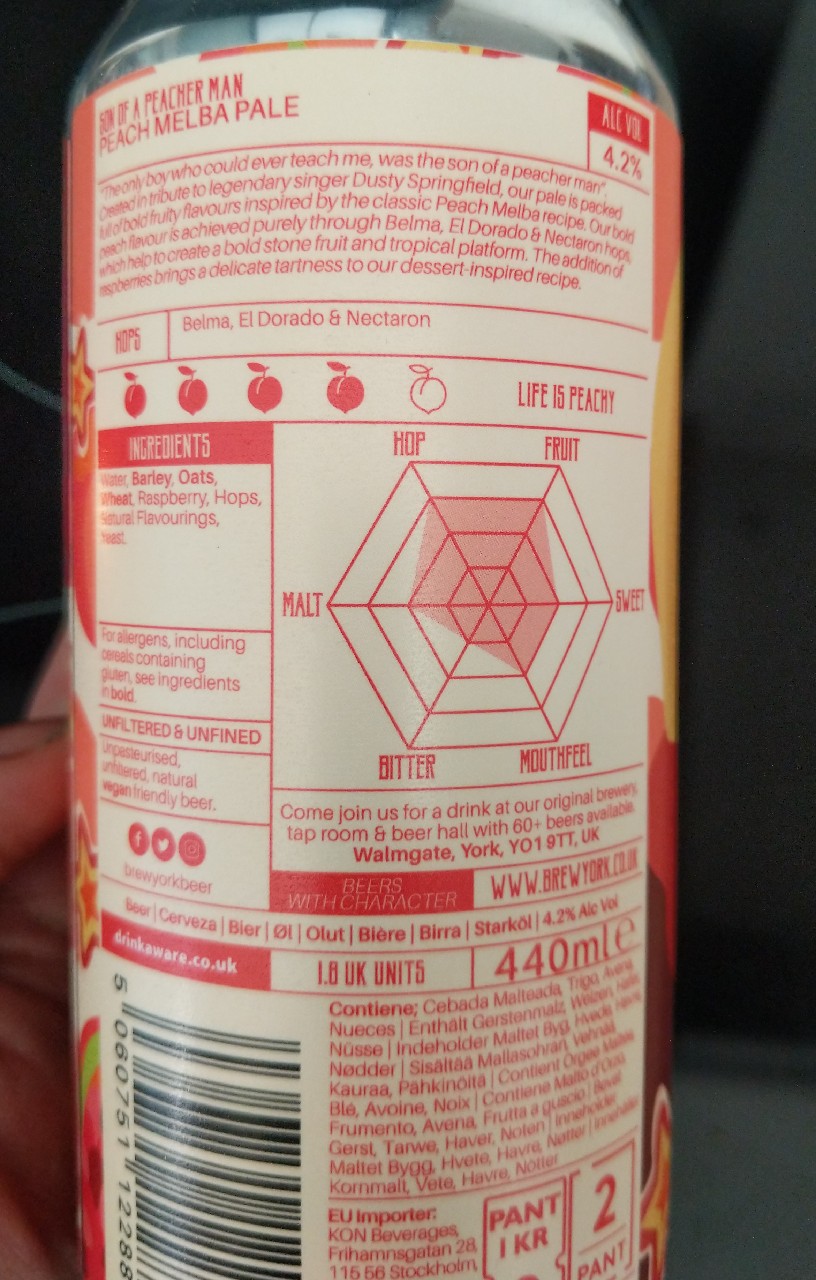 SON OF A PEACHER MAN
PEACH MELBA PALE
ALC VOL
4.2%
"The only boy who could ever teach me, was the son of a peacher man"
Created in tribute to legendary singer Dusty Springfield, our pale is packed
full of bold fruity flavours inspired by the classic Peach Melba recipe. Our bold
peach flavour is achieved purely through Belma, El Dorado & Nectaron hops,
which help to create a bold stone fruit and tropical platform. The addition of
raspberries brings a delicate tartness to our dessert-inspired recipe.
HOPS
Belma, El Dorado & Nectaron
LIFE IS PEACHY
INGREDIENTS
Water, Barley, Oats,
Wheat, Raspberry, Hops,
Natural Flavourings,
Yeast.
For allergens, including
cereals containing
gluten, see ingredients
in bold.
UNFILTERED & UNFINED
Unpasteurised,
unfiltered, natural
vegan friendly beer.
brewyorkbeer
HOP
FRUIT
MALT
SWEET
BITTER
MOUTHFEEL
Come join us for a drink at our original brewery,
tap room & beer hall with 60+ beers available.
Walmgate, York, YO1 9TT, UK
BEERS
WITH CHARACTER
WWW.BREWYORK.CO.UK
Beer | Cerveza | Bier | Øl | Olut | Bière | Birra | Starköl | 4.2% Alc Vol
drinkaware.co.uk
1.8 UK UNITS
440ml e
Contiene; Cebada Malteada, Trigo, Avena,
Nueces | Enthält Gerstenmalz, Weizen, Hafer,
Nüsse | Indeholder Maltet Byg, Hvede, Havre,
Nødder | Sisältää Mallasohran, Vehnää,
Kauraa, Pähkinöitä | Contient Orgee Maltee,
Blé, Avoine, Noix | Contiene Malto d'Orzo,
Frumento, Avena, Frutta a guscio | Bevat
Gerst, Tarwe, Haver, Noten | Inneholder
Maltet Bygg, Hvete, Havre, Nøtter | Innehåller
Kornmalt, Vete, Havre, Nötter
EU Importer:
KON Beverages,
Frihamnsgatan 28,
115 56 Stockholm,
PANT
1 KR
2
PANT
5 060751 12288